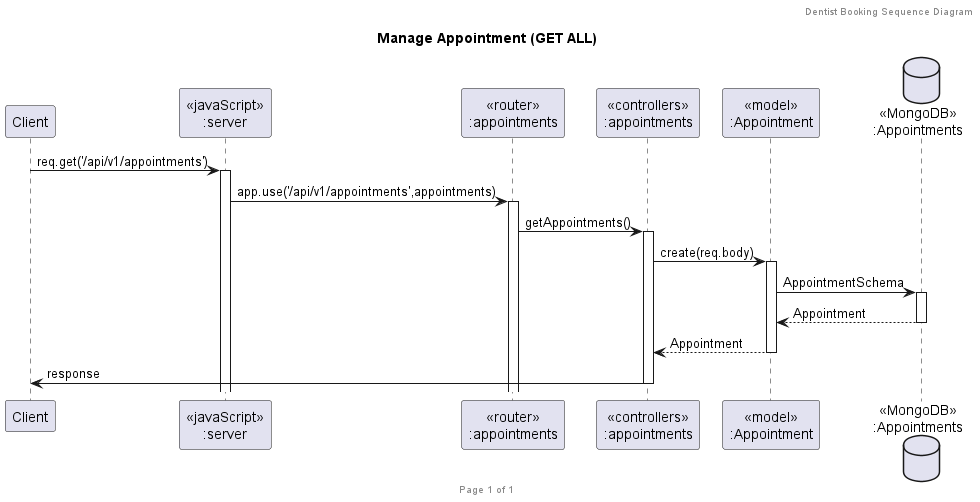 Dentist Booking Sequence Diagram
Manage Appointment (GET ALL)
Client
«javaScript»
:server
«router»
:appointments
«controllers»
:appointments
«model»
:Appointment
«MongoDB»
:Appointments
req.get('/api/v1/appointments')
app.use('/api/v1/appointments',appointments)
getAppointments()
create(req.body)
AppointmentSchema
Appointment
Appointment
response
Client
«javaScript»
:server
«router»
:appointments
«controllers»
:appointments
«model»
:Appointment
«MongoDB»
:Appointments
Page 1 of 1